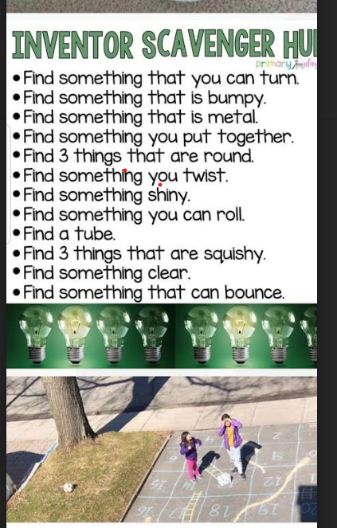 INVENTOR SCAVENGER
primary
• Find something that you can turn.
• Find something that is bumpy.
• Find something that is metal.
• Find something you put together.
• Find 3 things that are round.
• Find something you twist.
• Find something shiny.
• Find something you can roll.
• Find a tube.
• Find 3 things that are squishy.
• Find something clear.
• Find something that can bounce.